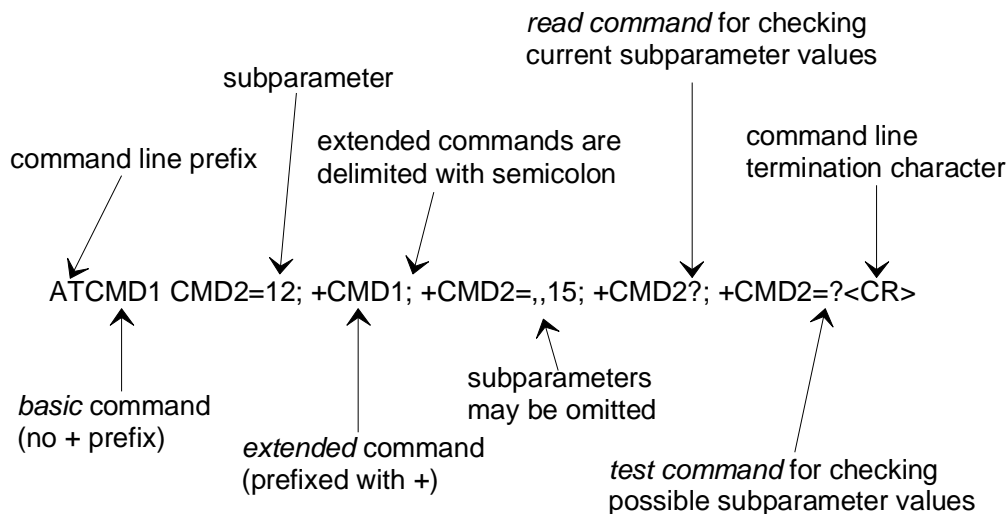 read command for checking
current subparameter values
subparameter
extended commands are
delimited with semicolon
command line
termination character
command line prefix
ATCMD1 CMD2=12; +CMD1; +CMD2=,,15; +CMD2?; +CMD2=?<CR>
basic command
(no + prefix)
extended command
(prefixed with +)
subparameters
may be omitted
test command for checking
possible subparameter values